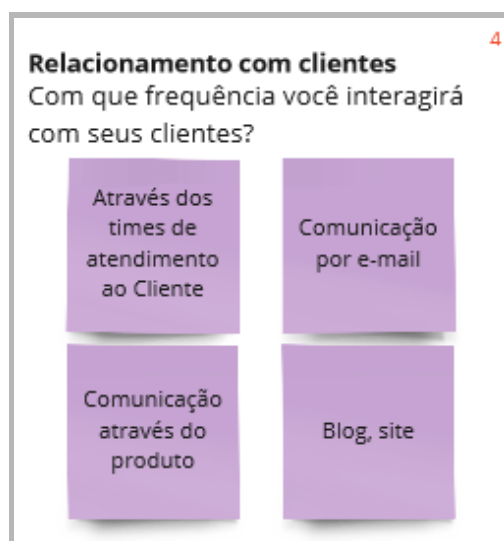 4
Relacionamento com clientes
Com que frequência você interagirá
com seus clientes?
Através dos
times de
atendimento
ao Cliente
Comunicação
por e-mail
Comunicação
através do
produto
Blog, site